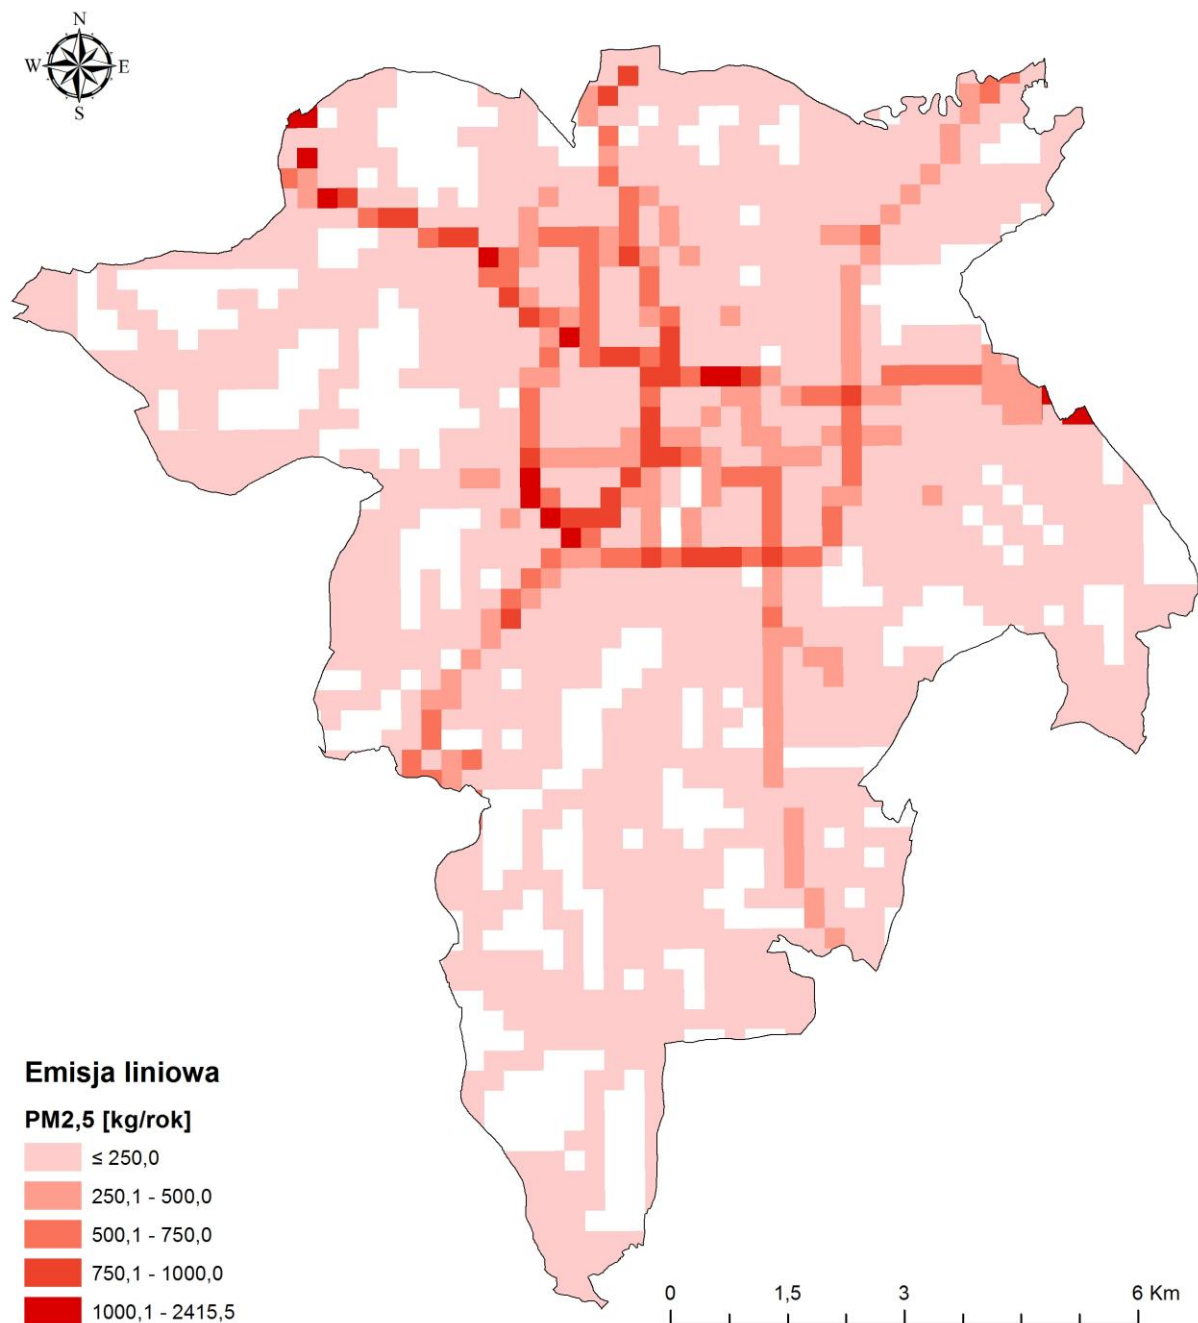 N
W E
S
Emisja liniowa
PM2,5 [kg/rok]
≤ 250,0
250,1 - 500,0
500,1 - 750,0
750,1 - 1000,0
1000,1 - 2415,5
0 1,5 3 6 Km